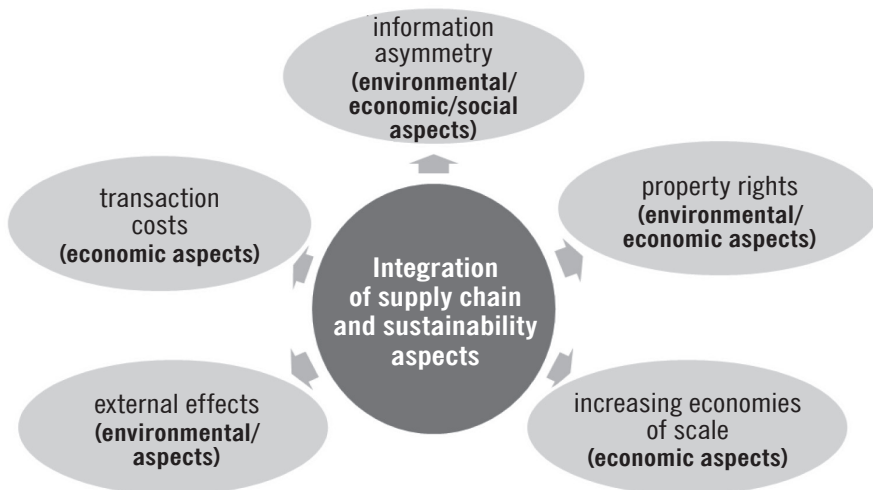 information
asymmetry
(environmental/
economic/social
aspects)
transaction
costs
(economic aspects)
property rights
(environmental/
economic aspects)
Integration
of supply chain
and sustainability
aspects
external effects
(environmental/
aspects)
increasing economies
of scale
(economic aspects)